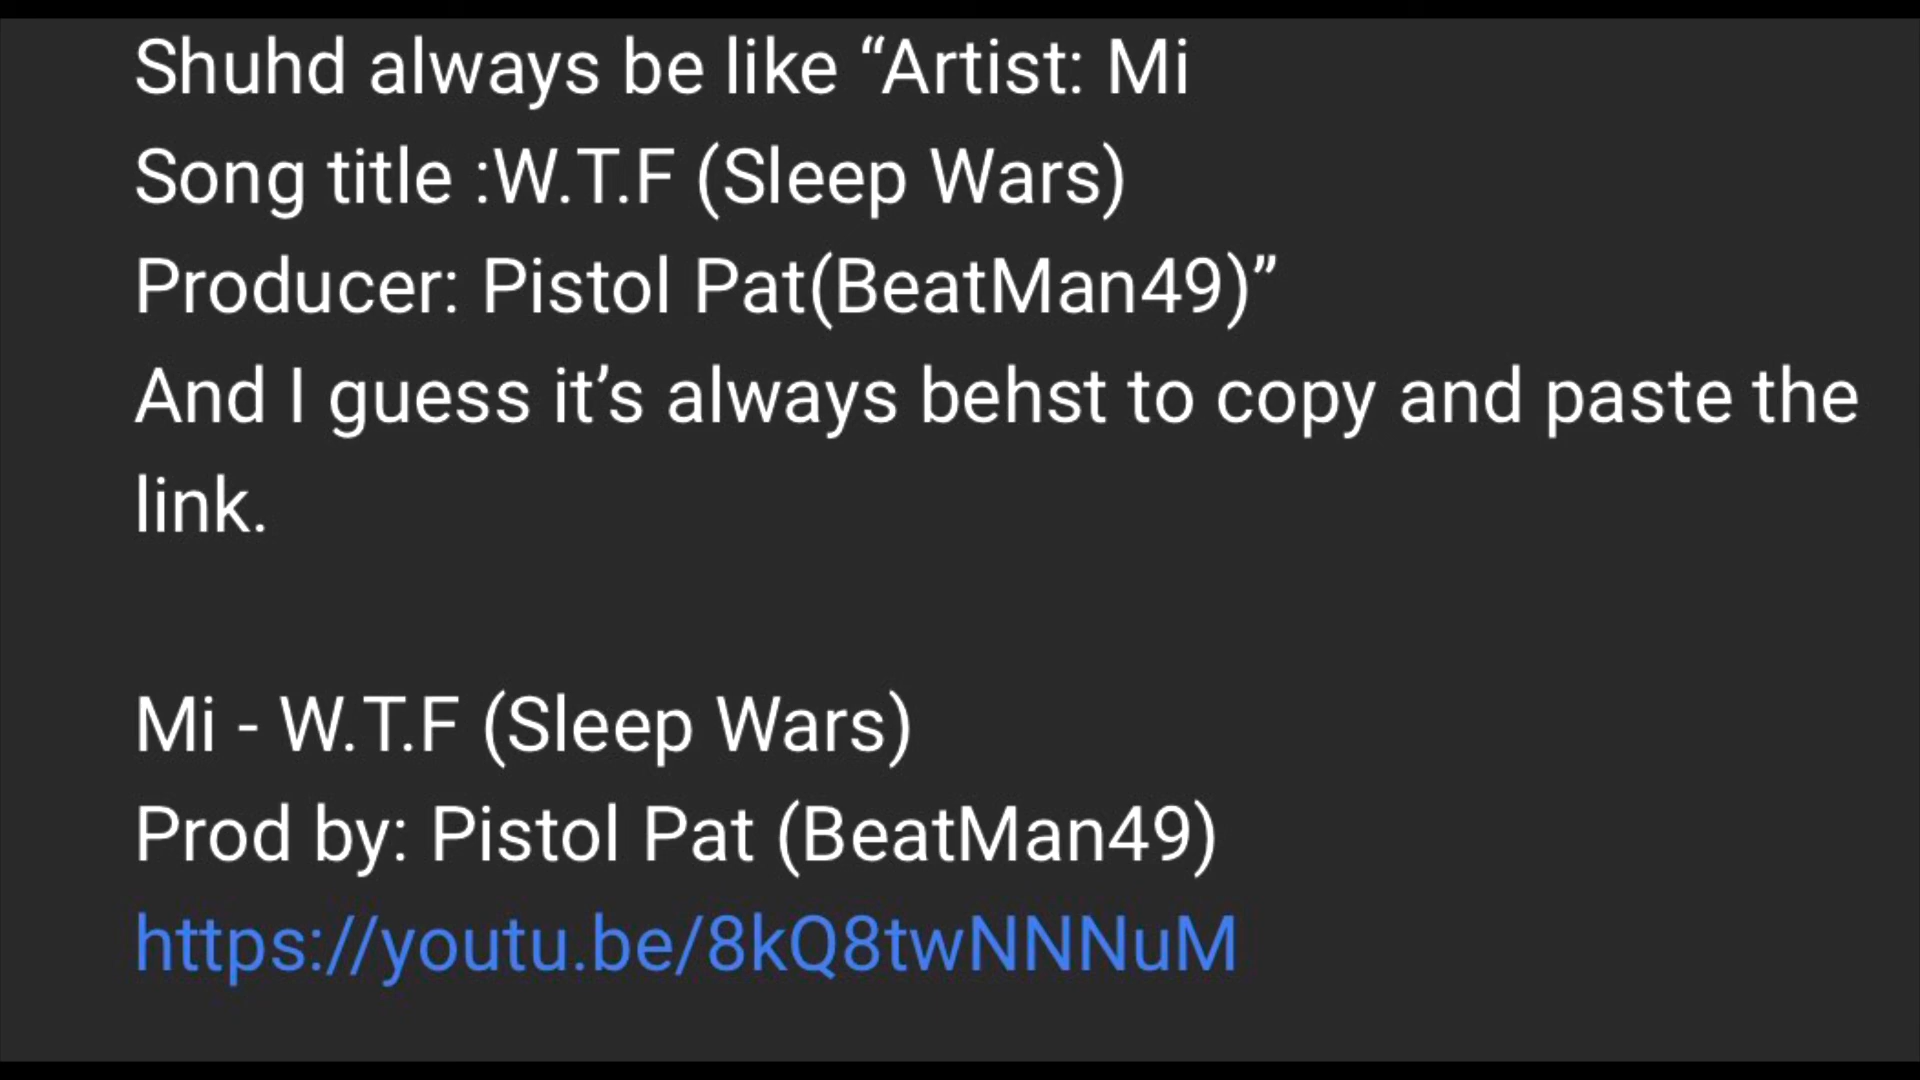 Shuhd always be like “Artist: Mi
Song title :W.T.F (Sleep Wars)
Producer: Pistol Pat(BeatMan49)”
And I guess it’s always behst to copy and paste the
link.
Mi - W.T.F (Sleep Wars)
Prod by: Pistol Pat (BeatMan49)
https://youtu.be/8kQ8twNNNuM